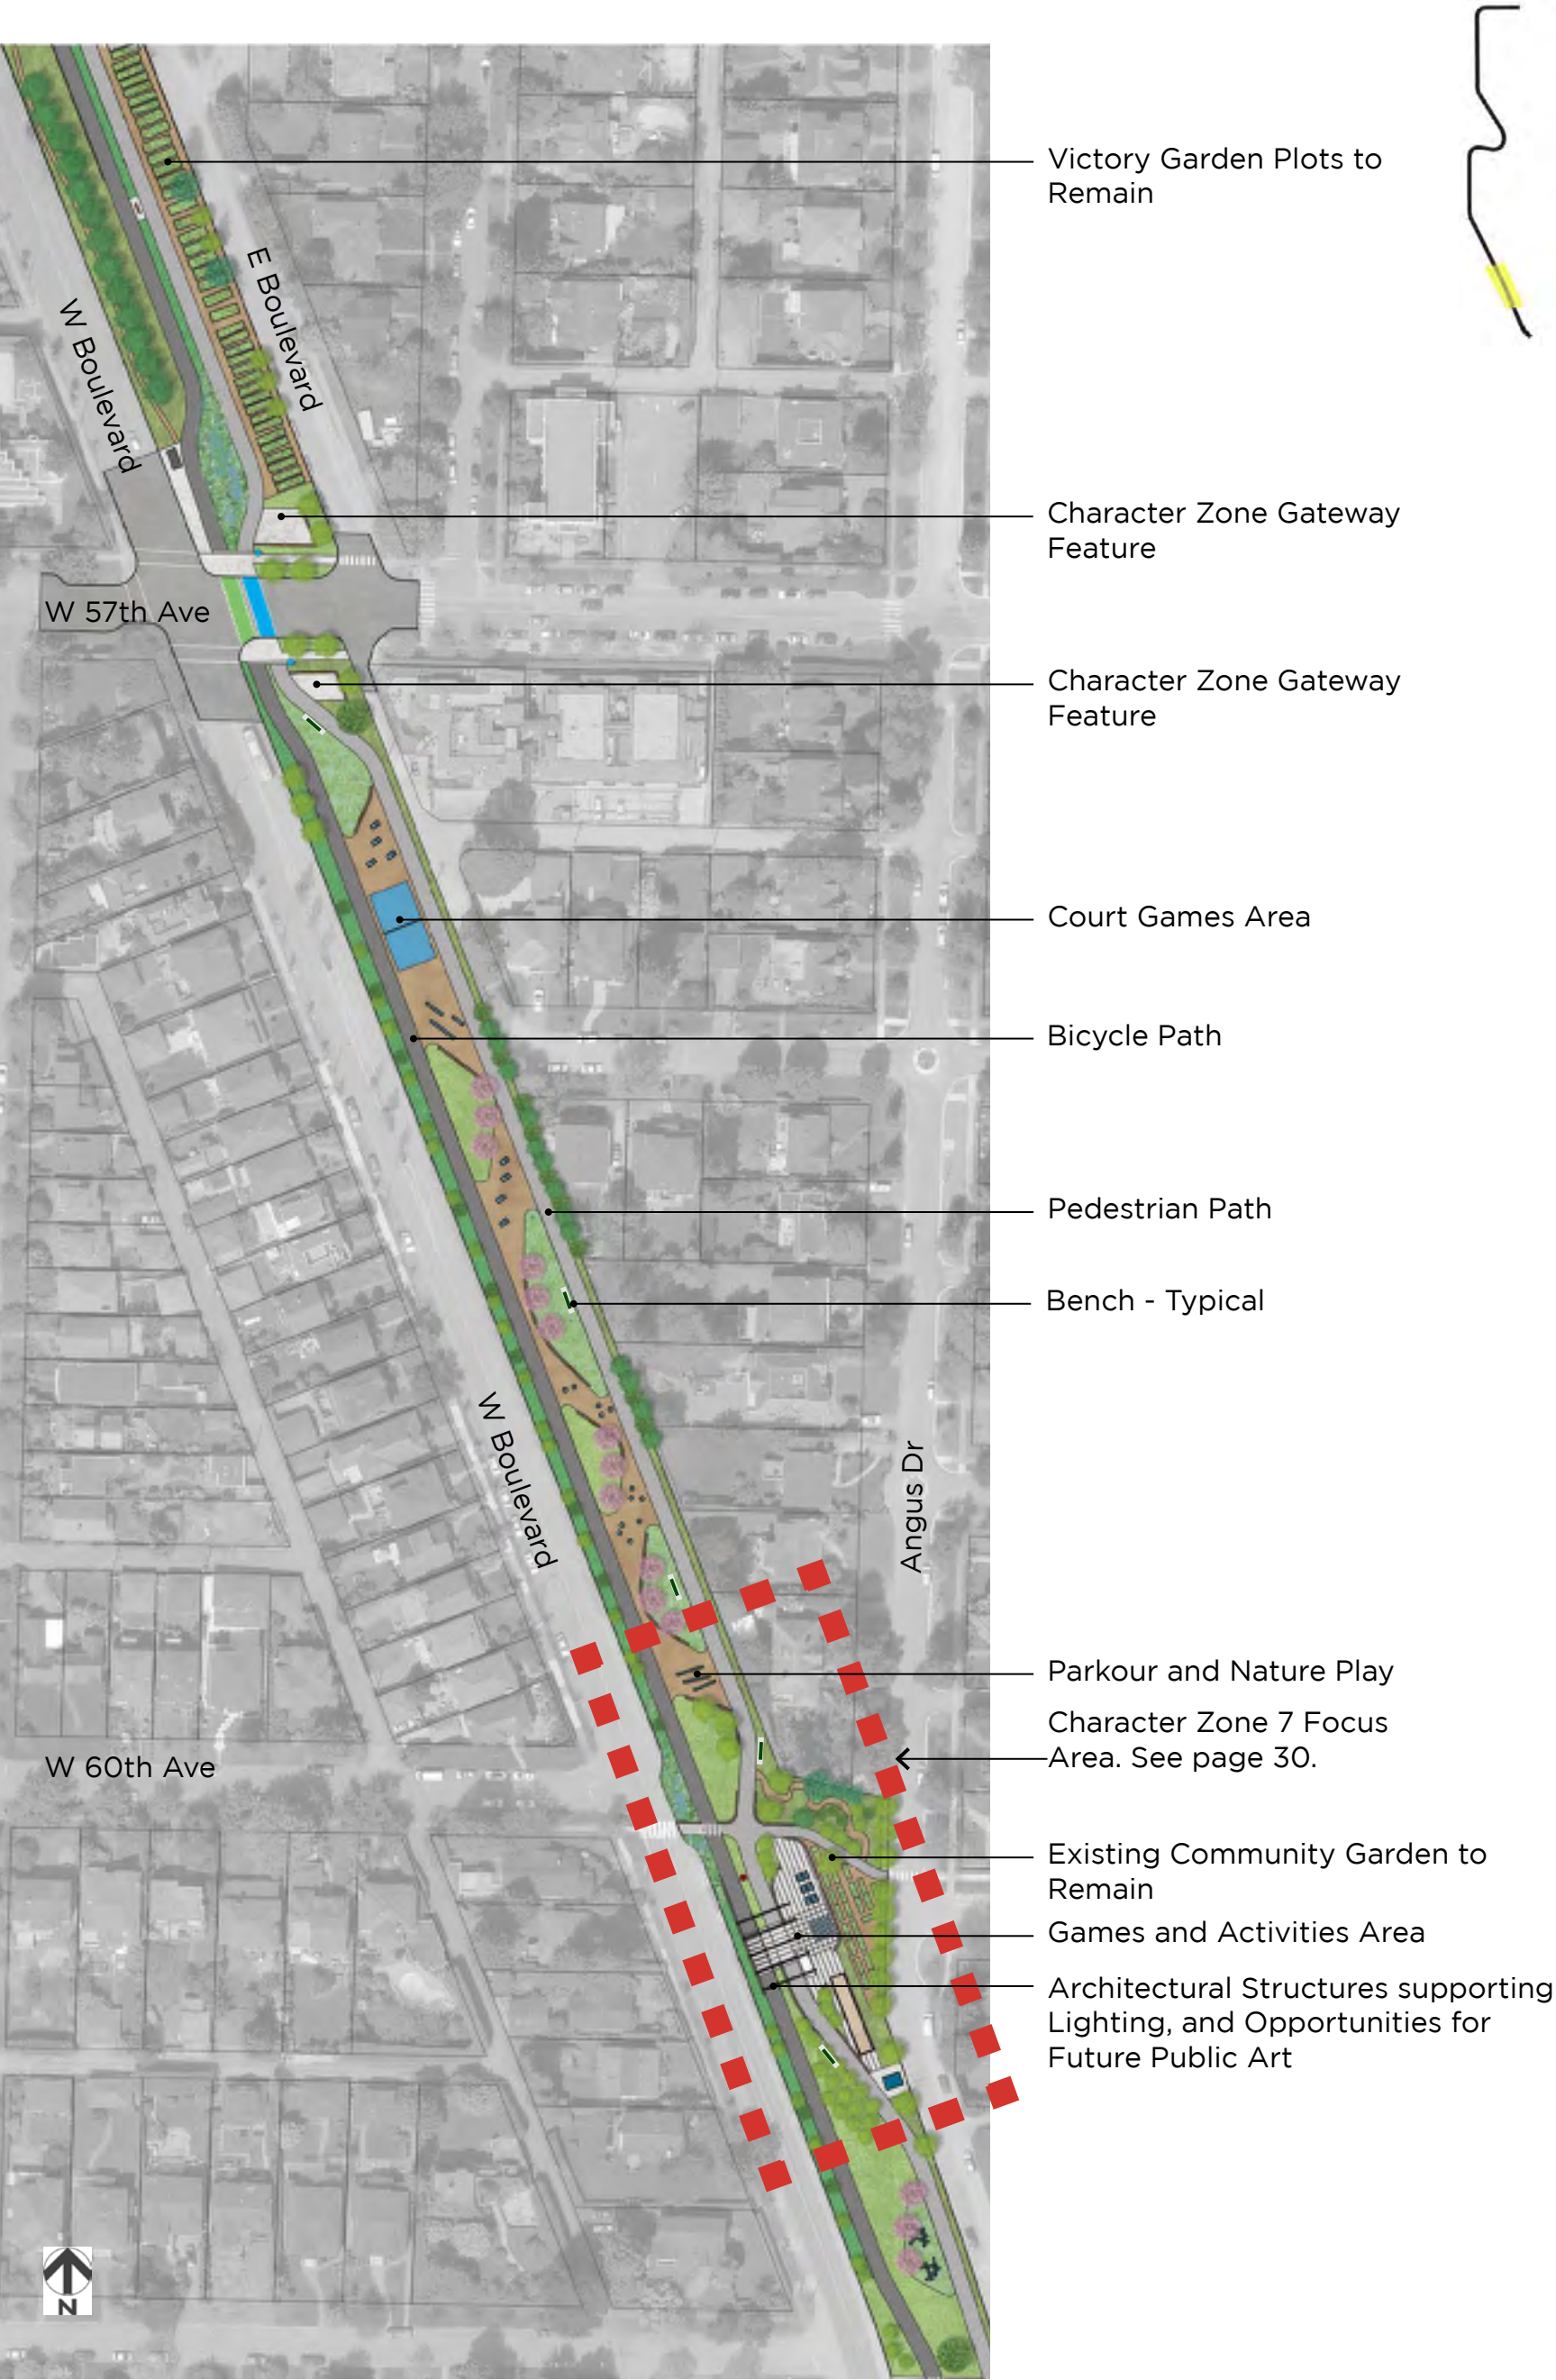 Victory Garden Plots to
Remain
E Boulevard
W Boulevard
Character Zone Gateway
Feature
W 57th Ave
Character Zone Gateway
Feature
Court Games Area
Bicycle Path
Pedestrian Path
Bench - Typical
W Boulevard
Angus Dr
Parkour and Nature Play
Character Zone 7 Focus
Area. See page 30.
W 60th Ave
Existing Community Garden to
Remain
Games and Activities Area
Architectural Structures supporting
Lighting, and Opportunities for
Future Public Art
N